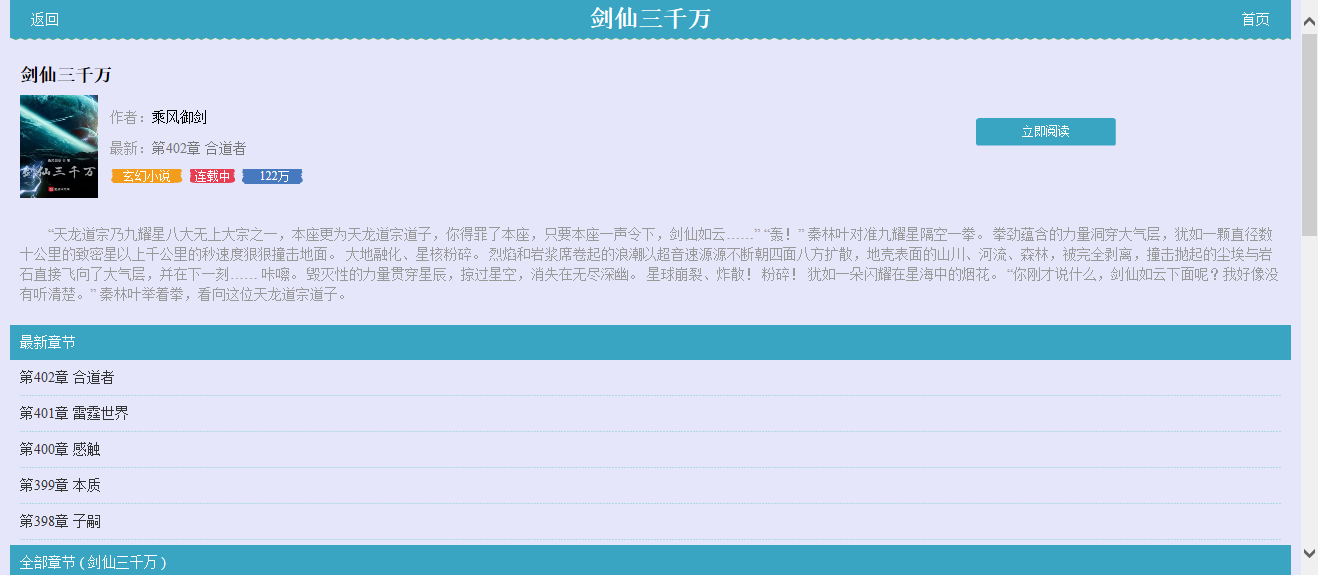 返回
剑仙三千万
首页
剑仙三千万
作者：乘风御剑
最新：第402章 合道者
玄幻小说 连载中 122万
立即阅读
剑仙三千万
“天龙道宗乃九耀星八大无上大宗之一，本座更为天龙道宗道子，你得罪了本座，只要本座一声令下，剑仙如云……” “轰！” 秦林叶对准九耀星隔空一拳。 拳劲蕴含的力量洞穿大气层，犹如一颗直径数
十公里的致密星以上千公里的秒速度狠狠撞击地面。 大地融化、星核粉碎。 烈焰和岩浆席卷起的浪潮以超音速源源不断朝四面八方扩散，地壳表面的山川、河流、森林，被完全剥离，撞击抛起的尘埃与岩
石直接飞向了大气层，并在下一刻…… 咔嚓。 毁灭性的力量贯穿星辰，掠过星空，消失在无尽深幽。 星球崩裂、炸散！ 粉碎！ 犹如一朵闪耀在星海中的烟花。 “你刚才说什么，剑仙如云下面呢？我好像没
有听清楚。” 秦林叶举着拳，看向这位天龙道宗道子。
最新章节
第402章 合道者
第401章 雷霆世界
第400章 感触
第399章 本质
第398章 子嗣
全部章节 ( 剑仙三千万 )